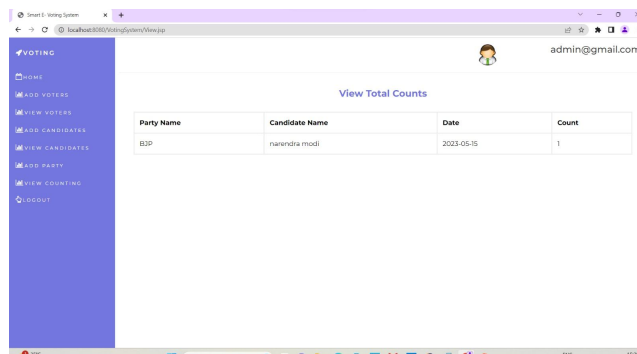 Smart E- Voting System
localhost:8080/VotingSystem/View.jsp
VOTING
admin@gmail.com
HOME
ADD VOTERS
VIEW VOTERS
ADD CANDIDATES
VIEW CANDIDATES
ADD PARTY
VIEW COUNTING
LOGOUT
View Total Counts
Party Name Candidate Name Date Count
BJP narendra modi 2023-05-15 1